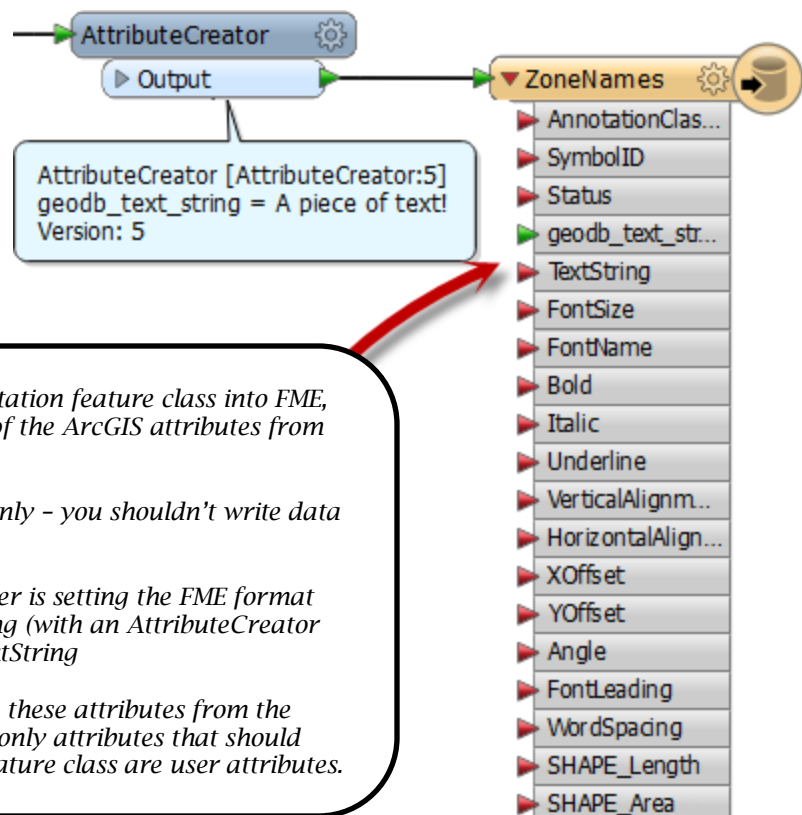 AttributeCreator
Output
AttributeCreator [AttributeCreator:5]
geodb_text_string = A piece of text!
Version: 5
ZoneNames
AnnotationClas...
SymbolID
Status
geodb_text_str...
TextString
FontSize
FontName
Bold
Italic
Underline
VerticalAlignm...
HorizontalAlign...
XOffset
YOffset
Angle
FontLeading
WordSpacing
SHAPE_Length
SHAPE_Area
tation feature class into FME,
of the ArcGIS attributes from
nly – you shouldn't write data
er is setting the FME format
ng (with an AttributeCreator
xtString
these attributes from the
only attributes that should
ature class are user attributes.